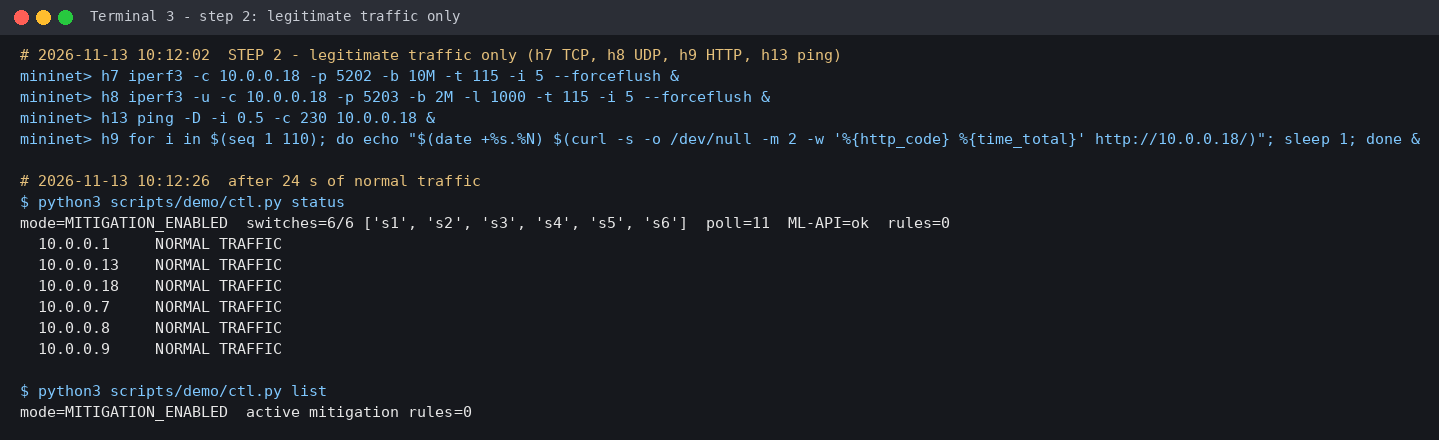 Terminal 3 - step 2: legitimate traffic only
# 2026-11-13 10:12:02  STEP 2 - legitimate traffic only (h7 TCP, h8 UDP, h9 HTTP, h13 ping)
mininet> h7 iperf3 -c 10.0.0.18 -p 5202 -b 10M -t 115 -i 5 --forceflush &
mininet> h8 iperf3 -u -c 10.0.0.18 -p 5203 -b 2M -l 1000 -t 115 -i 5 --forceflush &
mininet> h13 ping -D -i 0.5 -c 230 10.0.0.18 &
mininet> h9 for i in $(seq 1 110); do echo "$(date +%s.%N) $(curl -s -o /dev/null -m 2 -w '%{http_code} %{time_total}' http://10.0.0.18/)"; sleep 1; done &
# 2026-11-13 10:12:26  after 24 s of normal traffic
$ python3 scripts/demo/ctl.py status
mode=MITIGATION_ENABLED  switches=6/6 ['s1', 's2', 's3', 's4', 's5', 's6']  poll=11  ML-API=ok  rules=0
  10.0.0.1     NORMAL TRAFFIC
  10.0.0.13    NORMAL TRAFFIC
  10.0.0.18    NORMAL TRAFFIC
  10.0.0.7     NORMAL TRAFFIC
  10.0.0.8     NORMAL TRAFFIC
  10.0.0.9     NORMAL TRAFFIC
$ python3 scripts/demo/ctl.py list
mode=MITIGATION_ENABLED  active mitigation rules=0